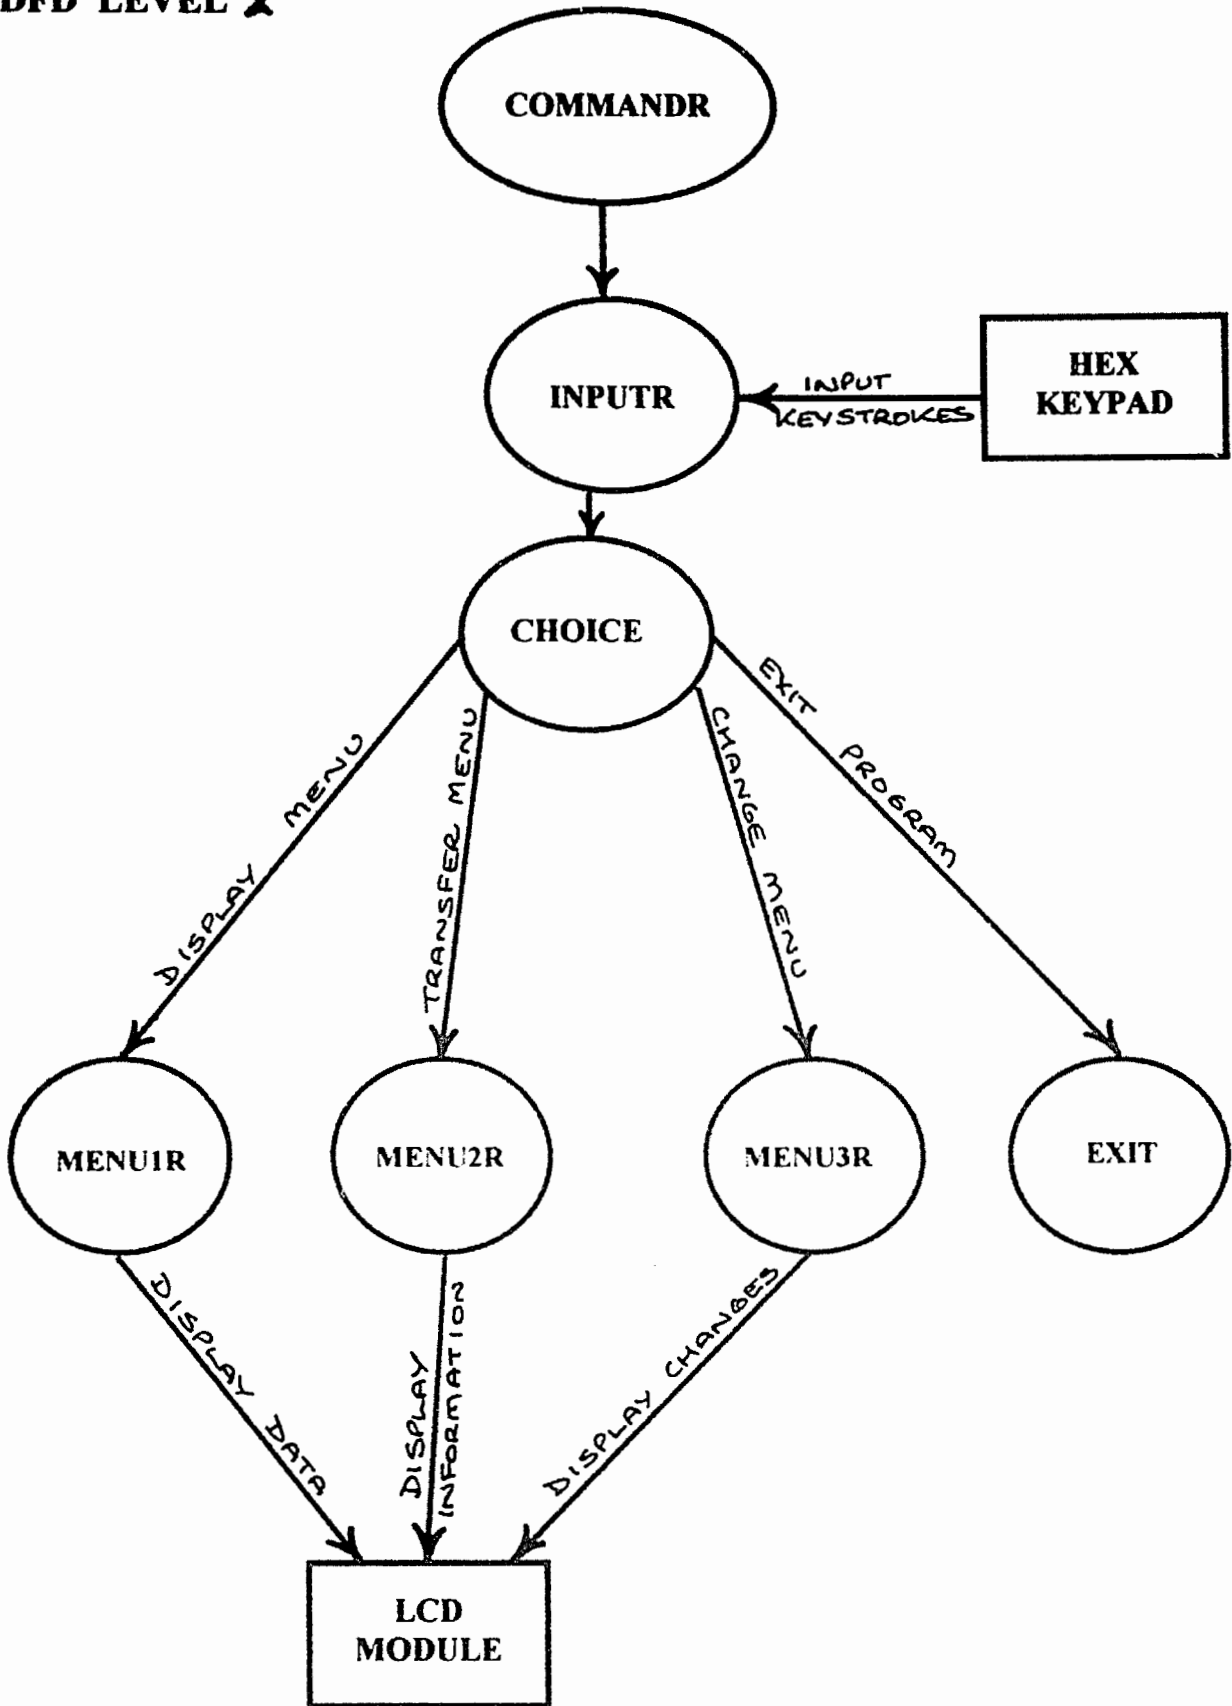 DFD LEVEL
COMMANDR
INPUTR
INPUT
KEYSTROKES
HEX
KEYPAD
CHOICE
DISPLAY MENU
TRANSFER MENU
CHANGE MENU
EXIT PROGRAM
MENU1R
MENU2R
MENU3R
EXIT
DISPLAY DATA
DISPLAY
INFORMATION
DISPLAY CHANGES
LCD
MODULE